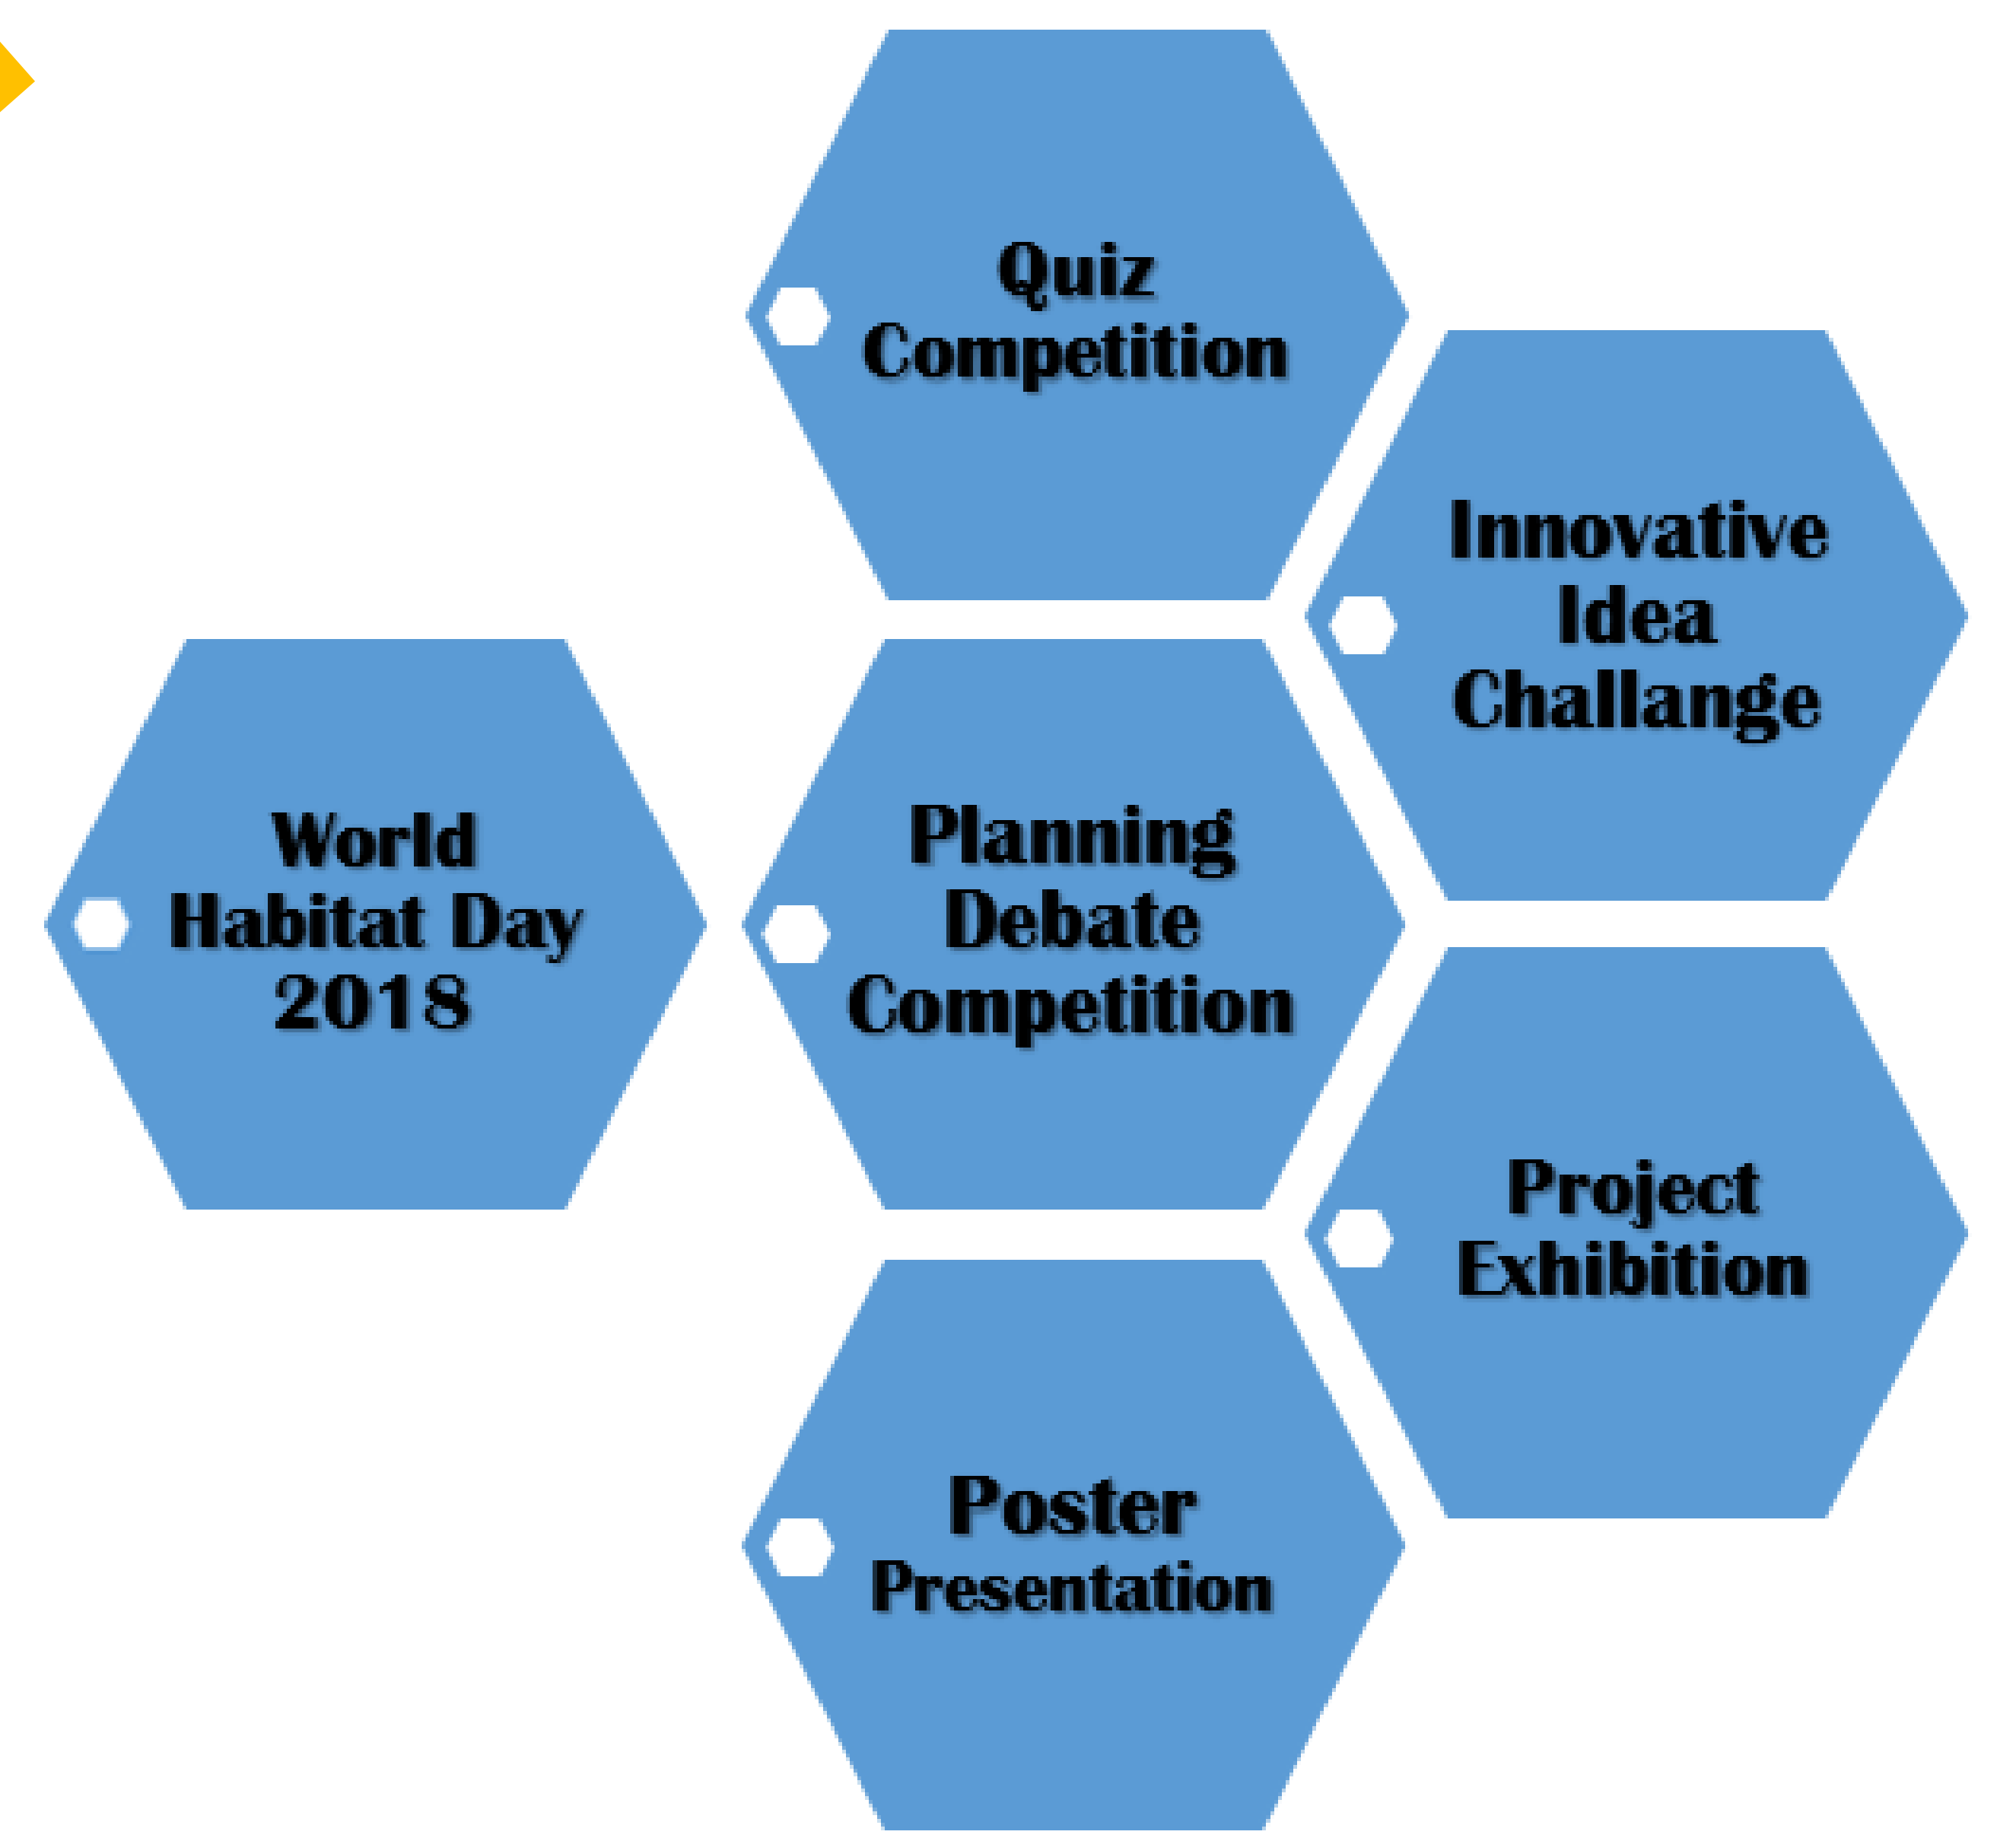 Quiz
Competition
Innovative
Idea
Challange
World
Habitat Day
2018
Planning
Debate
Competition
Project
Exhibition
Poster
Presentation